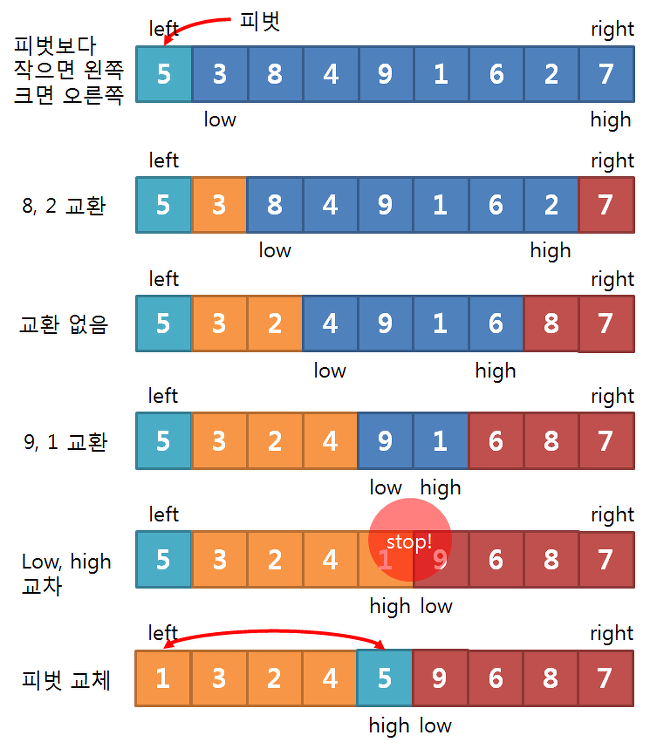 left 피벗 right
피벗보다
작으면 왼쪽
크면 오른쪽
5 3 8 4 9 1 6 2 7
low high
left right
8, 2 교환
5 3 8 4 9 1 6 2 7
low high
left right
교환 없음
5 3 2 4 9 1 6 8 7
low high
left right
9, 1 교환
5 3 2 4 9 1 6 8 7
low high
left right
stop!
Low, high
교차
5 3 2 4 1 9 6 8 7
high low
left right
피벗 교체
1 3 2 4 5 9 6 8 7
high low